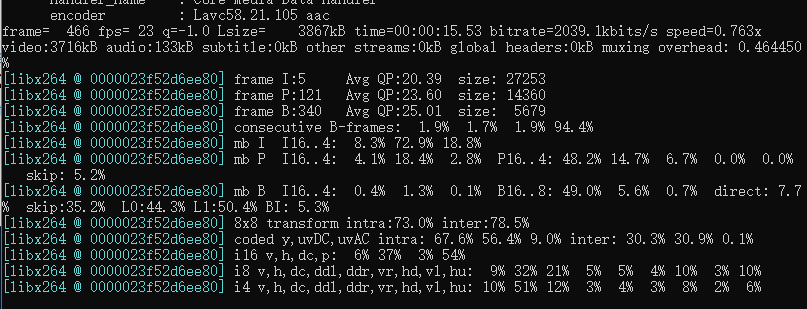 handler_name : Core Media Data Handler
encoder : Lavc58.21.105 aac
frame= 466 fps= 23 q=-1.0 Lsize= 3867kB time=00:00:15.53 bitrate=2039.1kbits/s speed=0.763x
video:3716kB audio:133kB subtitle:0kB other streams:0kB global headers:0kB muxing overhead: 0.464450
%
[libx264 @ 0000023f52d6ee80] frame I:5 Avg QP:20.39 size: 27253
[libx264 @ 0000023f52d6ee80] frame P:121 Avg QP:23.60 size: 14360
[libx264 @ 0000023f52d6ee80] frame B:340 Avg QP:25.01 size: 5679
[libx264 @ 0000023f52d6ee80] consecutive B-frames: 1.9% 1.7% 1.9% 94.4%
[libx264 @ 0000023f52d6ee80] mb I I16..4: 8.3% 72.9% 18.8%
[libx264 @ 0000023f52d6ee80] mb P I16..4: 4.1% 18.4% 2.8% P16..4: 48.2% 14.7% 6.7% 0.0% 0.0%
skip: 5.2%
[libx264 @ 0000023f52d6ee80] mb B I16..4: 0.4% 1.3% 0.1% B16..8: 49.0% 5.6% 0.7% direct: 7.7
% skip:35.2% L0:44.3% L1:50.4% BI: 5.3%
[libx264 @ 0000023f52d6ee80] 8x8 transform intra:73.0% inter:78.5%
[libx264 @ 0000023f52d6ee80] coded y,uvDC,uvAC intra: 67.6% 56.4% 9.0% inter: 30.3% 30.9% 0.1%
[libx264 @ 0000023f52d6ee80] i16 v,h,dc,p: 6% 37% 3% 54%
[libx264 @ 0000023f52d6ee80] i8 v,h,dc,ddl,ddr,vr,hd,vl,hu: 9% 32% 21% 5% 5% 4% 10% 3% 10%
[libx264 @ 0000023f52d6ee80] i4 v,h,dc,ddl,ddr,vr,hd,vl,hu: 10% 51% 12% 3% 4% 3% 8% 2% 6%